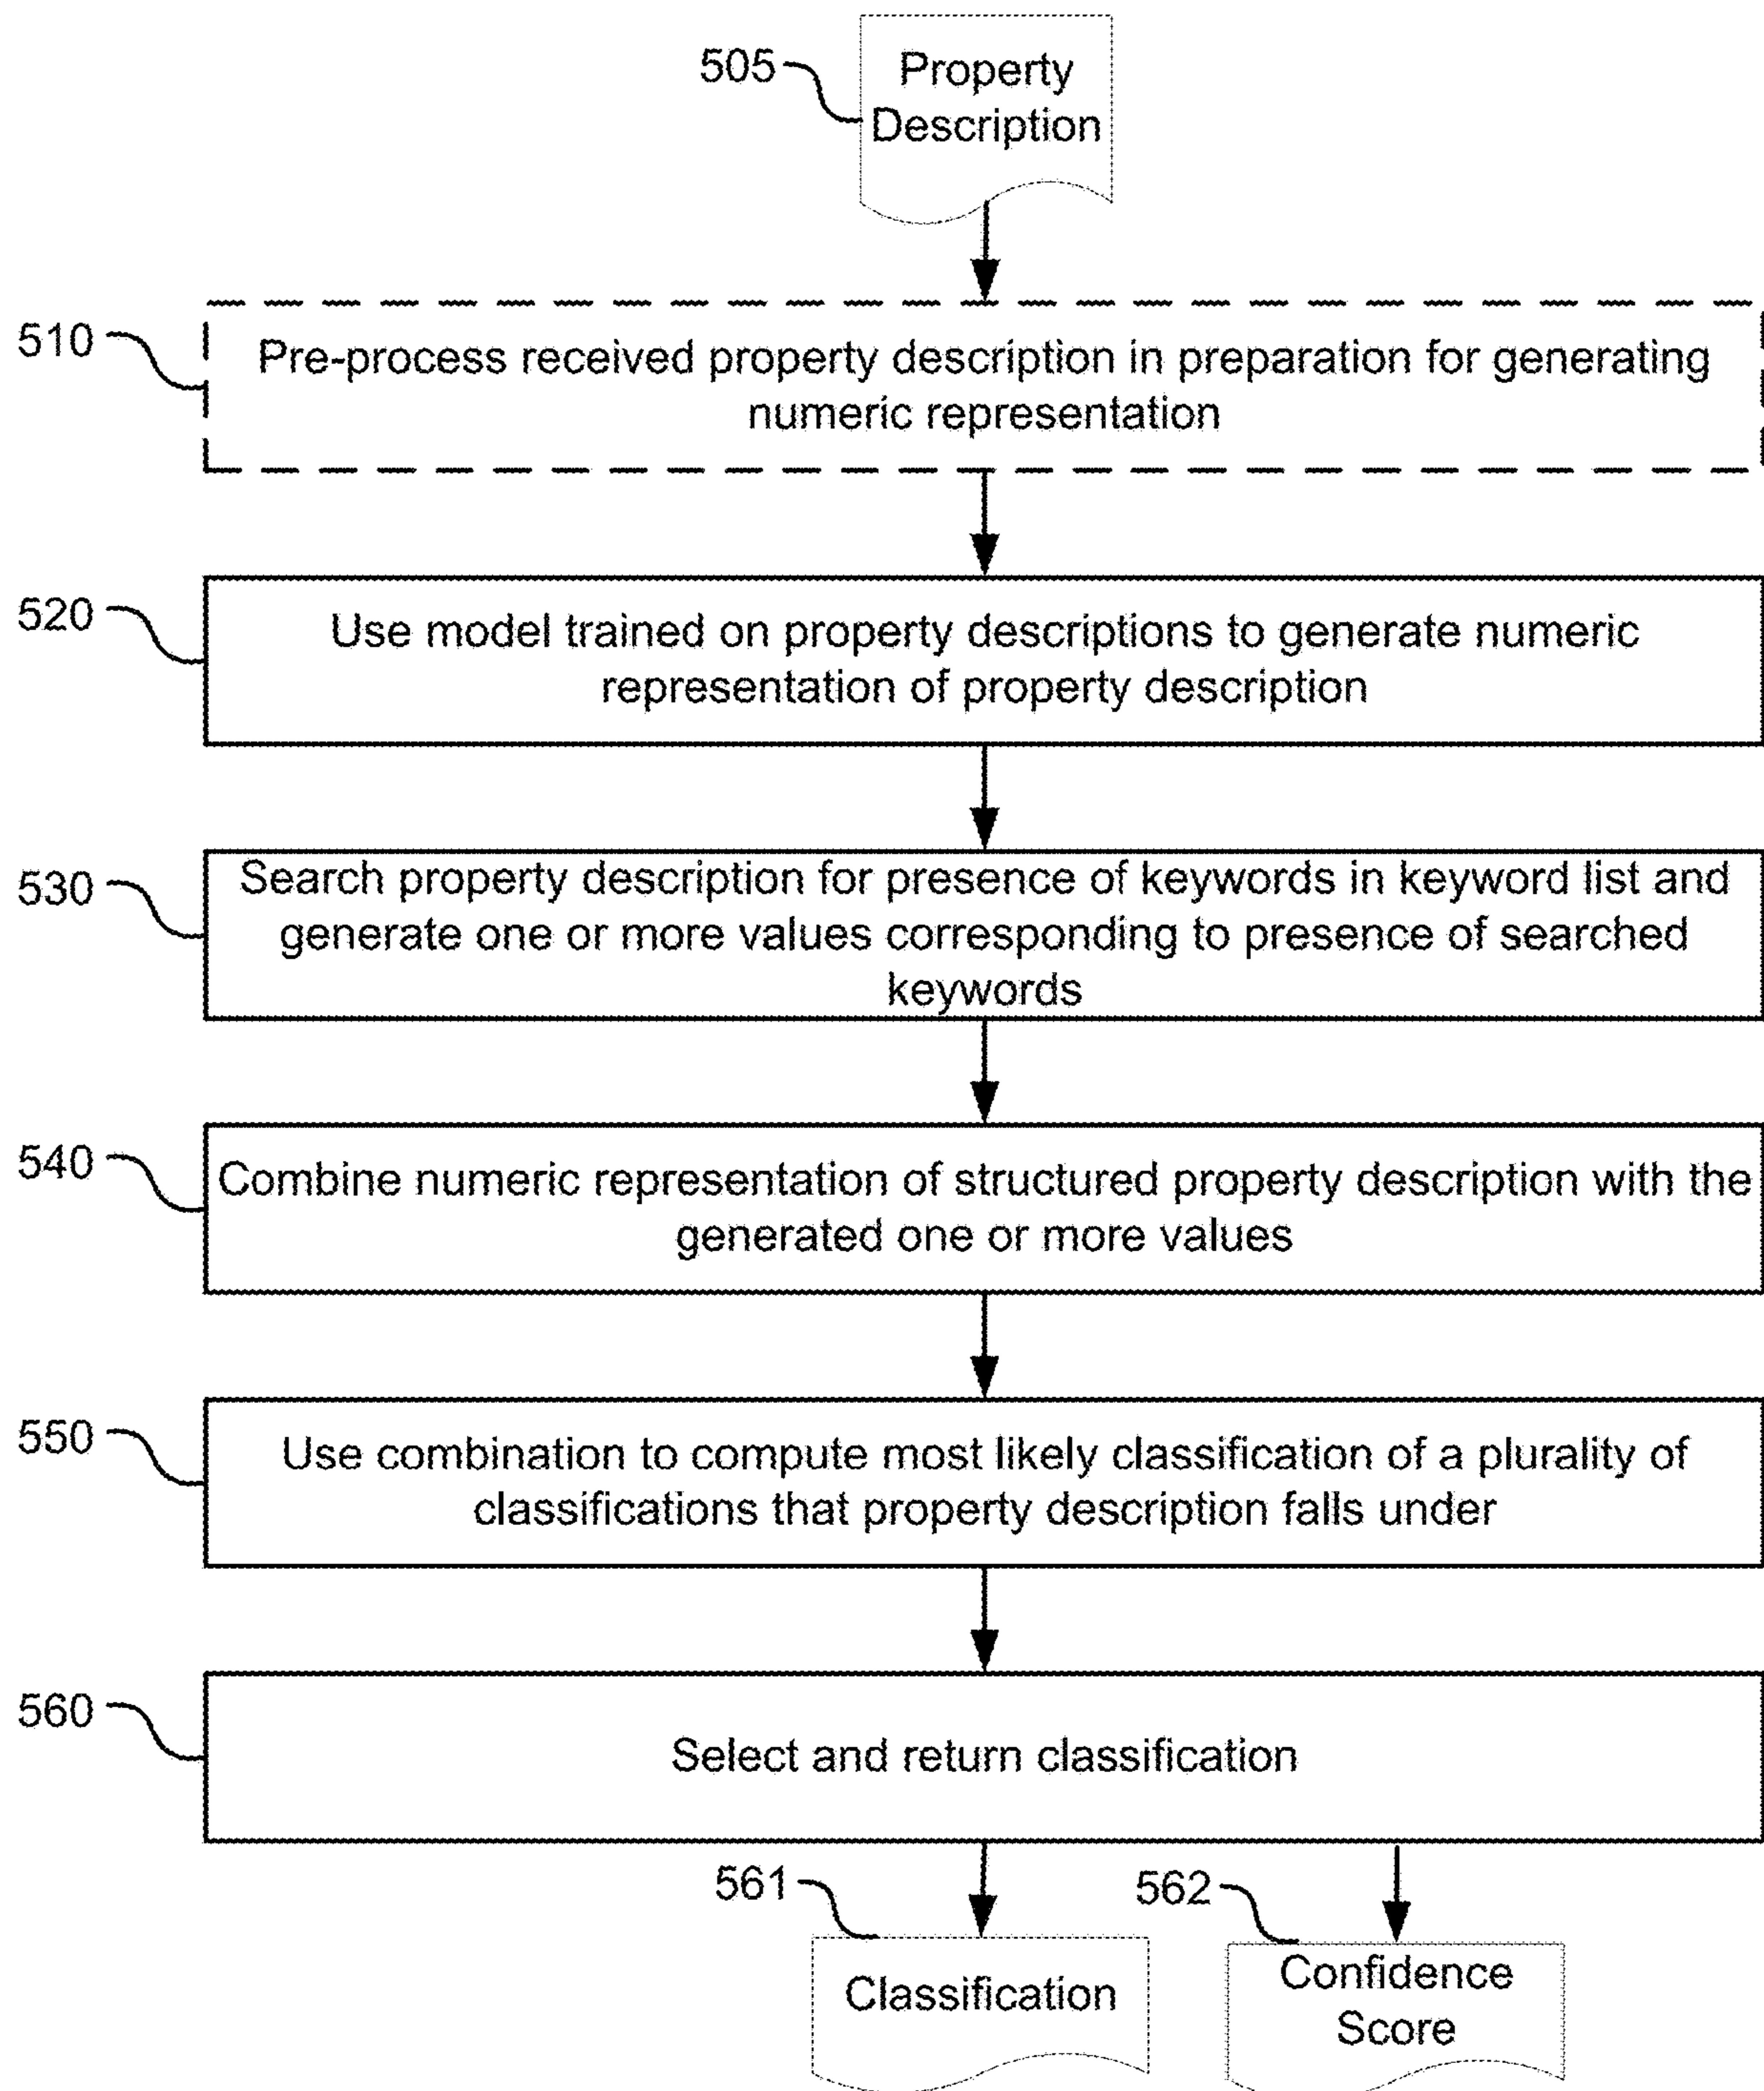 505
Property
Description
510
Pre-process received property description in preparation for generating
numeric representation
520
Use model trained on property descriptions to generate numeric
representation of property description
530
Search property description for presence of keywords in keyword list and
generate one or more values corresponding to presence of searched
keywords
540
Combine numeric representation of structured property description with the
generated one or more values
550
Use combination to compute most likely classification of a plurality of
classifications that property description falls under
560
Select and return classification
561
Classification
562
Confidence
Score